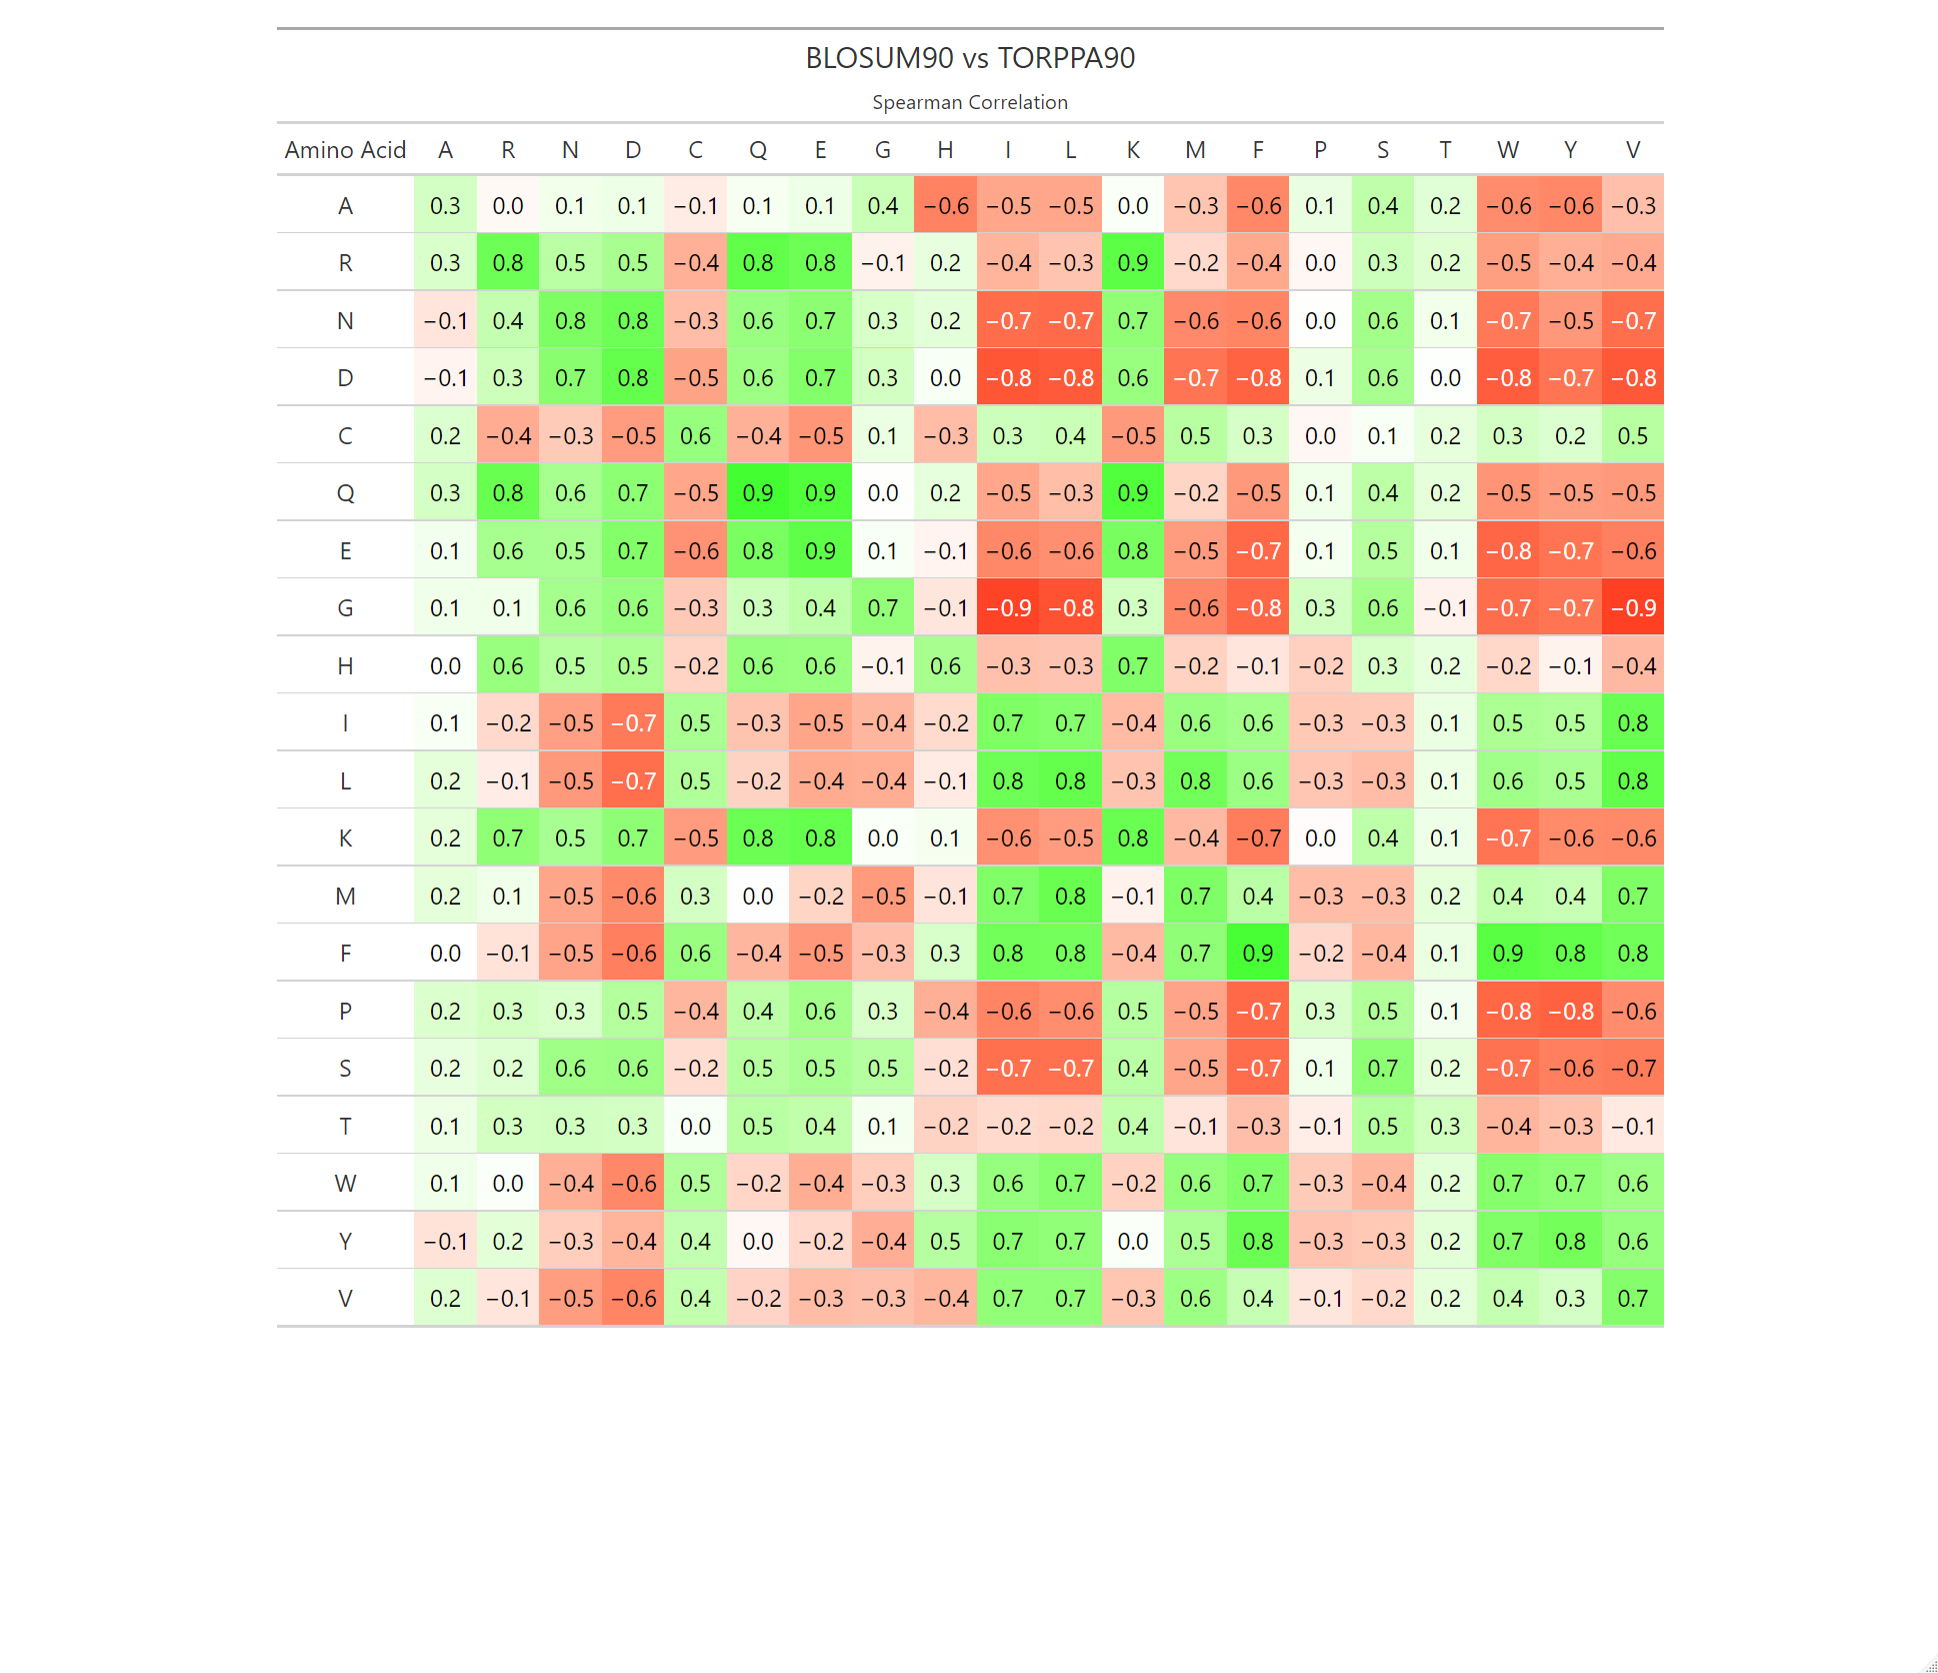 BLOSUM90 vs TORPPA90
Spearman Correlation
Amino Acid A R N D C Q E G H I L K M F P S T W Y V
A 0.3 0.0 0.1 0.1 −0.1 0.1 0.1 0.4 −0.6 −0.5 −0.5 0.0 −0.3 −0.6 0.1 0.4 0.2 −0.6 −0.6 −0.3
R 0.3 0.8 0.5 0.5 −0.4 0.8 0.8 −0.1 0.2 −0.4 −0.3 0.9 −0.2 −0.4 0.0 0.3 0.2 −0.5 −0.4 −0.4
N −0.1 0.4 0.8 0.8 −0.3 0.6 0.7 0.3 0.2 −0.7 −0.7 0.7 −0.6 −0.6 0.0 0.6 0.1 −0.7 −0.5 −0.7
D −0.1 0.3 0.7 0.8 −0.5 0.6 0.7 0.3 0.0 −0.8 −0.8 0.6 −0.7 −0.8 0.1 0.6 0.0 −0.8 −0.7 −0.8
C 0.2 −0.4 −0.3 −0.5 0.6 −0.4 −0.5 0.1 −0.3 0.3 0.4 −0.5 0.5 0.3 0.0 0.1 0.2 0.3 0.2 0.5
Q 0.3 0.8 0.6 0.7 −0.5 0.9 0.9 0.0 0.2 −0.5 −0.3 0.9 −0.2 −0.5 0.1 0.4 0.2 −0.5 −0.5 −0.5
E 0.1 0.6 0.5 0.7 −0.6 0.8 0.9 0.1 −0.1 −0.6 −0.6 0.8 −0.5 −0.7 0.1 0.5 0.1 −0.8 −0.7 −0.6
G 0.1 0.1 0.6 0.6 −0.3 0.3 0.4 0.7 −0.1 −0.9 −0.8 0.3 −0.6 −0.8 0.3 0.6 −0.1 −0.7 −0.7 −0.9
H 0.0 0.6 0.5 0.5 −0.2 0.6 0.6 −0.1 0.6 −0.3 −0.3 0.7 −0.2 −0.1 −0.2 0.3 0.2 −0.2 −0.1 −0.4
I 0.1 −0.2 −0.5 −0.7 0.5 −0.3 −0.5 −0.4 −0.2 0.7 0.7 −0.4 0.6 0.6 −0.3 −0.3 0.1 0.5 0.5 0.8
L 0.2 −0.1 −0.5 −0.7 0.5 −0.2 −0.4 −0.4 −0.1 0.8 0.8 −0.3 0.8 0.6 −0.3 −0.3 0.1 0.6 0.5 0.8
K 0.2 0.7 0.5 0.7 −0.5 0.8 0.8 0.0 0.1 −0.6 −0.5 0.8 −0.4 −0.7 0.0 0.4 0.1 −0.7 −0.6 −0.6
M 0.2 0.1 −0.5 −0.6 0.3 0.0 −0.2 −0.5 −0.1 0.7 0.8 −0.1 0.7 0.4 −0.3 −0.3 0.2 0.4 0.4 0.7
F 0.0 −0.1 −0.5 −0.6 0.6 −0.4 −0.5 −0.3 0.3 0.8 0.8 −0.4 0.7 0.9 −0.2 −0.4 0.1 0.9 0.8 0.8
P 0.2 0.3 0.3 0.5 −0.4 0.4 0.6 0.3 −0.4 −0.6 −0.6 0.5 −0.5 −0.7 0.3 0.5 0.1 −0.8 −0.8 −0.6
S 0.2 0.2 0.6 0.6 −0.2 0.5 0.5 0.5 −0.2 −0.7 −0.7 0.4 −0.5 −0.7 0.1 0.7 0.2 −0.7 −0.6 −0.7
T 0.1 0.3 0.3 0.3 0.0 0.5 0.4 0.1 −0.2 −0.2 −0.2 0.4 −0.1 −0.3 −0.1 0.5 0.3 −0.4 −0.3 −0.1
W 0.1 0.0 −0.4 −0.6 0.5 −0.2 −0.4 −0.3 0.3 0.6 0.7 −0.2 0.6 0.7 −0.3 −0.4 0.2 0.7 0.7 0.6
Y −0.1 0.2 −0.3 −0.4 0.4 0.0 −0.2 −0.4 0.5 0.7 0.7 0.0 0.5 0.8 −0.3 −0.3 0.2 0.7 0.8 0.6
V 0.2 −0.1 −0.5 −0.6 0.4 −0.2 −0.3 −0.3 −0.4 0.7 0.7 −0.3 0.6 0.4 −0.1 −0.2 0.2 0.4 0.3 0.7